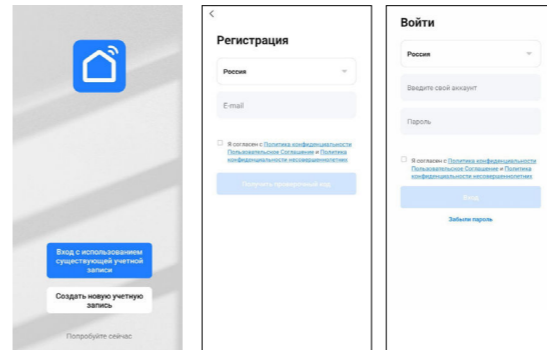 Вход с использованием
существующей учетной
записи
Создать новую учетную
запись
Попробуйте сейчас
Регистрация
Россия
E-mail
Я согласен с Политика конфиденциальности
Пользовательское Соглашение и Политика
конфиденциальности несовершеннолетних
Получить проверочный код
Войти
Россия
Введите свой аккаунт
Пароль
Я согласен с Политика конфиденциальности
Пользовательское Соглашение и Политика
конфиденциальности несовершеннолетних
Вход
Забыли пароль